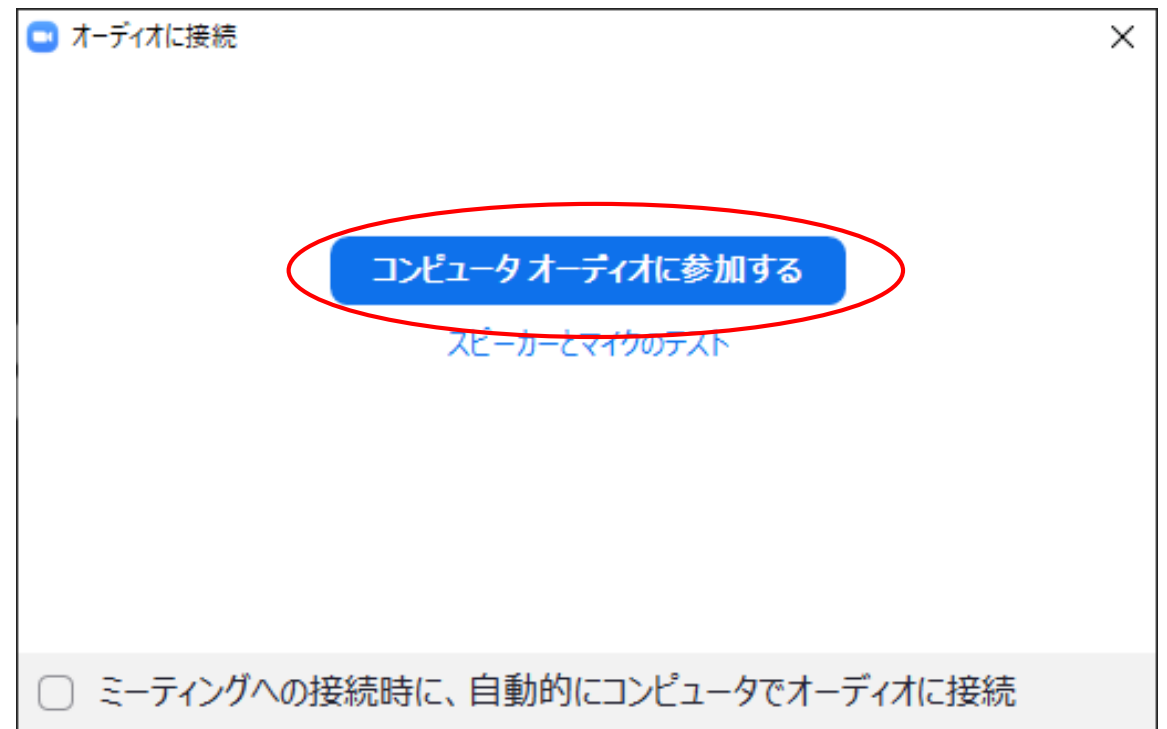 オーディオに接続
コンピュータ オーディオに参加する
スピーカーとマイクのテスト
ミーティングへの接続時に、自動的にコンピュータでオーディオに接続